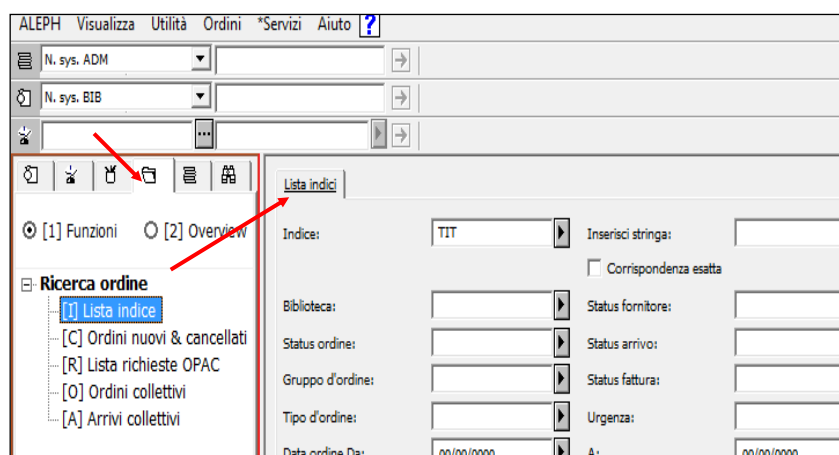 ALEPH Visualizza Utilità Ordini *Servizi Aiuto ?
N. sys. ADM
N. sys. BIB
...
Lista indici
[1] Funzioni [2] Overview
Indice: TIT Inserisci stringa:
Corrispondenza esatta
Ricerca ordine
[I] Lista indice
[C] Ordini nuovi & cancellati
[R] Lista richieste OPAC
[O] Ordini collettivi
[A] Arrivi collettivi
Biblioteca: Status fornitore:
Status ordine: Status arrivo:
Gruppo d'ordine: Status fattura:
Tipo d'ordine: Urgenza:
Data ordine Da: 00/00/0000 A: 00/00/0000